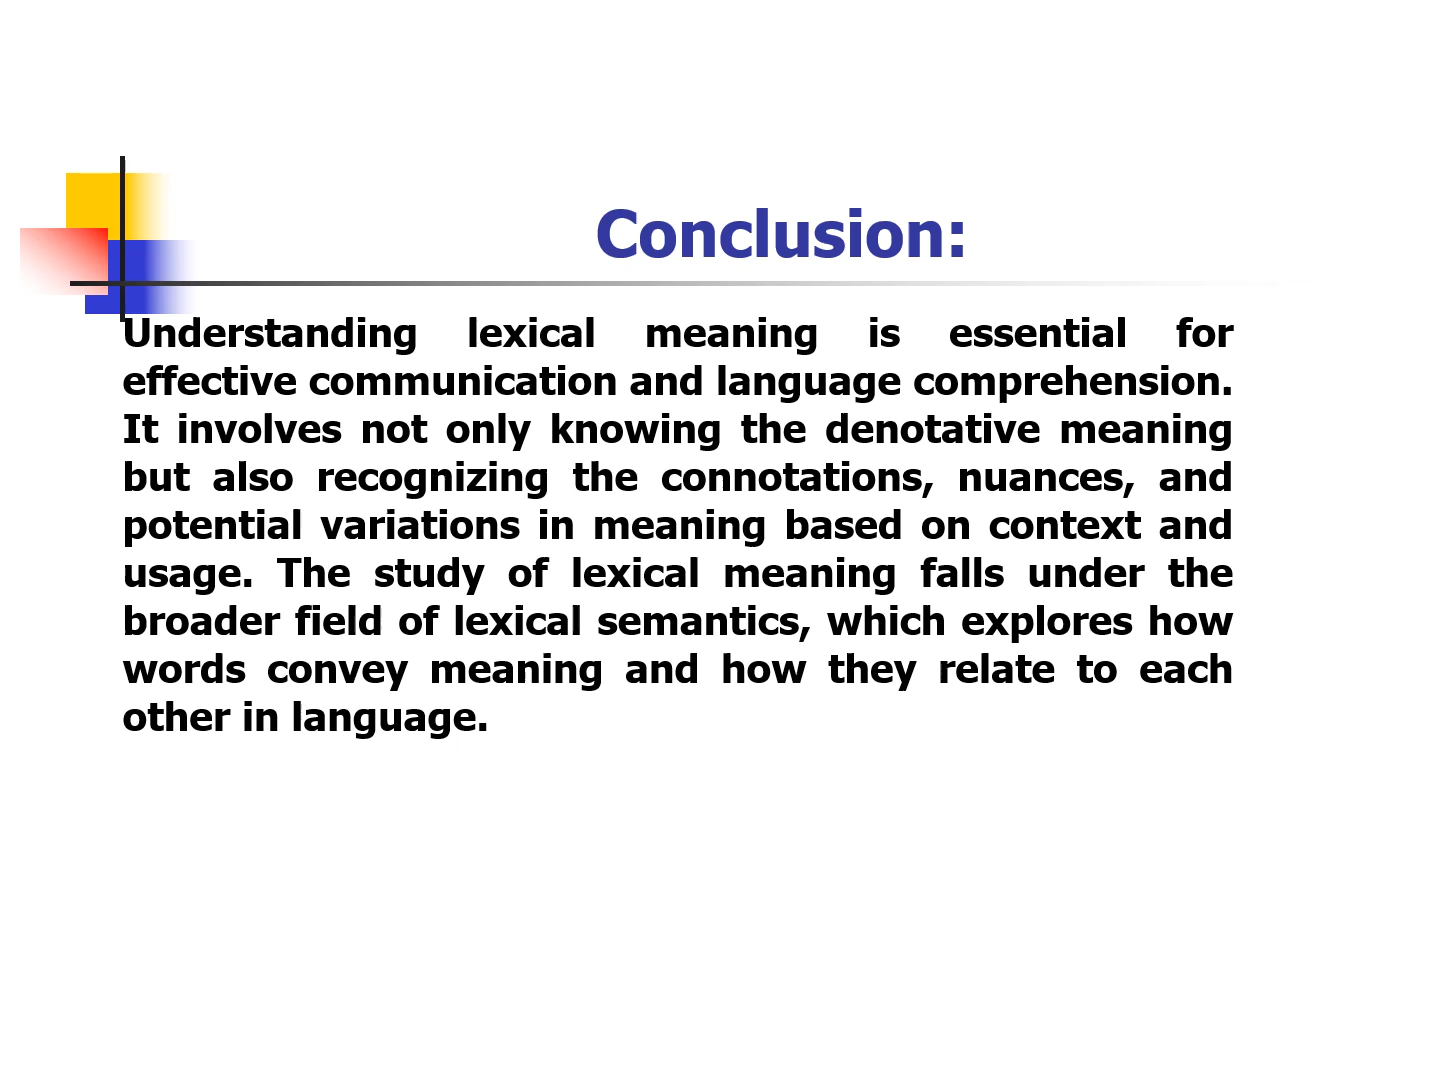 Conclusion:
Understanding lexical meaning is essential for
effective communication and language comprehension.
It involves not only knowing the denotative meaning
but also recognizing the connotations, nuances, and
potential variations in meaning based on context and
usage. The study of lexical meaning falls under the
broader field of lexical semantics, which explores how
words convey meaning and how they relate to each
other in language.